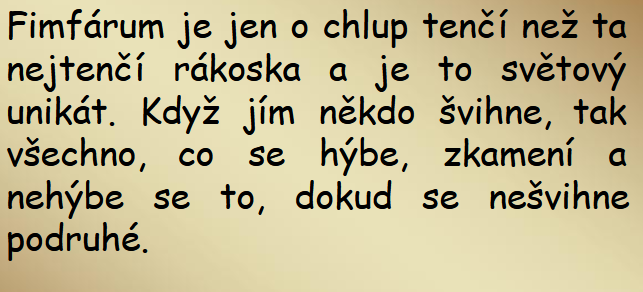 Fimfárum je jen o chlup tenčí než ta
nejtenčí rákoska a je to světový
unikát. Když jím někdo švihne, tak
všechno, co se hýbe, zkamení a
nehýbe se to, dokud se nešvihne
podruhé.